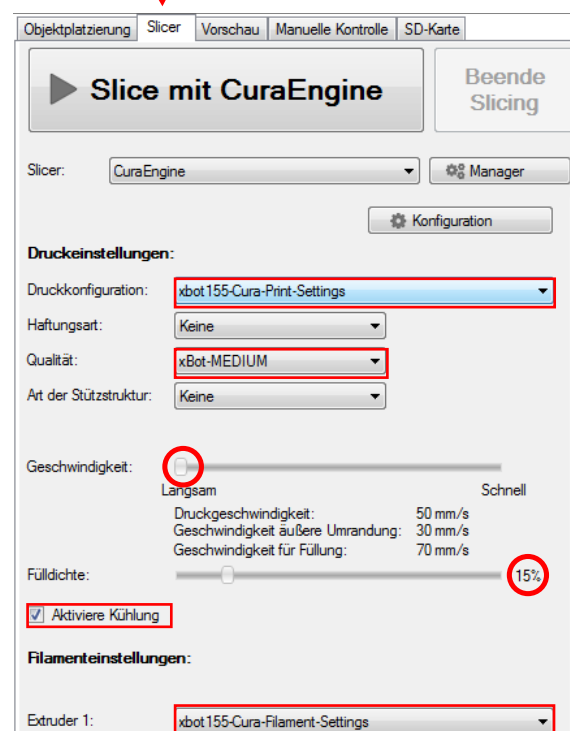 Objektplatzierung Slicer Vorschau Manuelle Kontrolle SD-Karte
Slice mit CuraEngine
Beende
Slicing
Slicer: CuraEngine Manager
Konfiguration
Druckeinstellungen:
Druckkonfiguration: xbot155-Cura-Print-Settings
Haftungsart: Keine
Qualität: xBot-MEDIUM
Art der Stützstruktur: Keine
Geschwindigkeit:
Langsam Schnell
Druckgeschwindigkeit: 50 mm/s
Geschwindigkeit äußere Umrandung: 30 mm/s
Geschwindigkeit für Füllung: 70 mm/s
Fülldichte: 15%
Aktiviere Kühlung
Filamenteinstellungen:
Extruder 1: xbot155-Cura-Filament-Settings